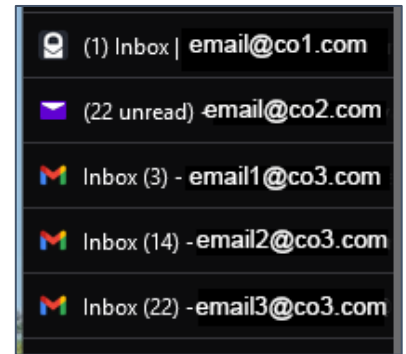 (1) Inbox | email@co1.com
(22 unread) -email@co2.com
Inbox (3) - email1@co3.com
Inbox (14) -email2@co3.com
Inbox (22) -email3@co3.com